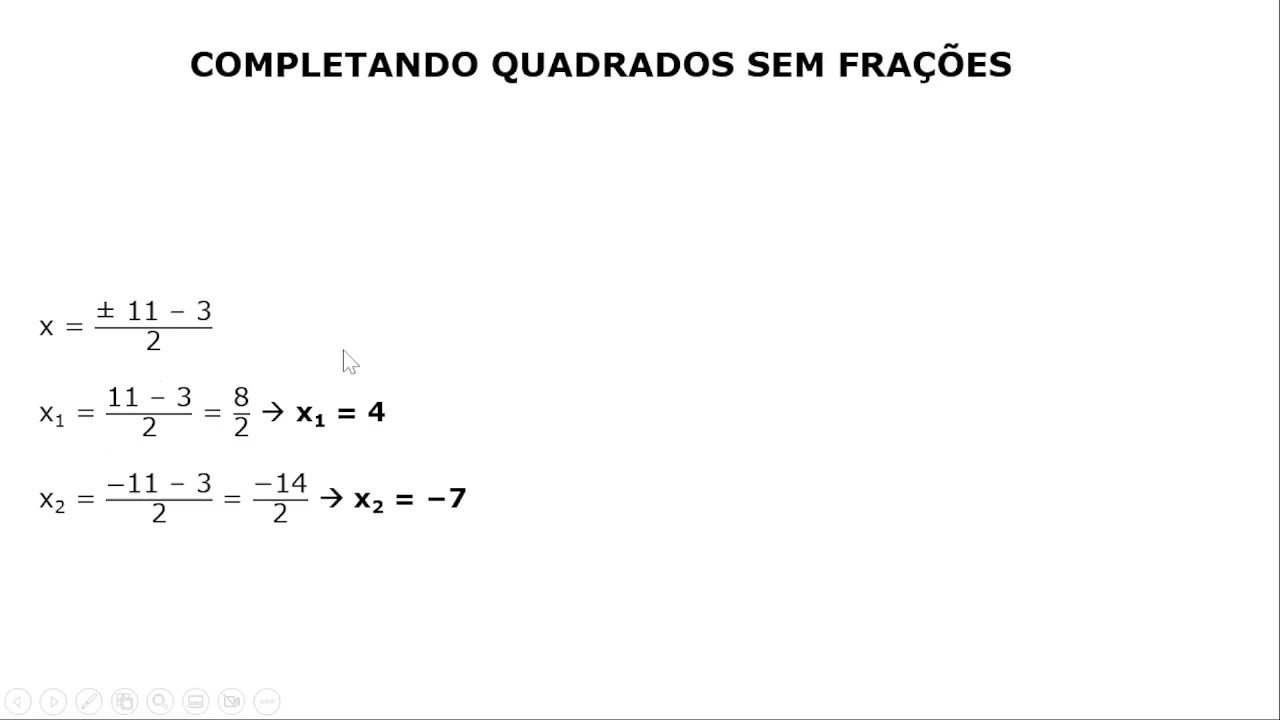 COMPLETANDO QUADRADOS SEM FRAÇÕES
x = (± 11 – 3)/2
x₁ = (11 – 3)/2 = 8/2 → x₁ = 4
x₂ = (−11 – 3)/2 = −14/2 → x₂ = −7